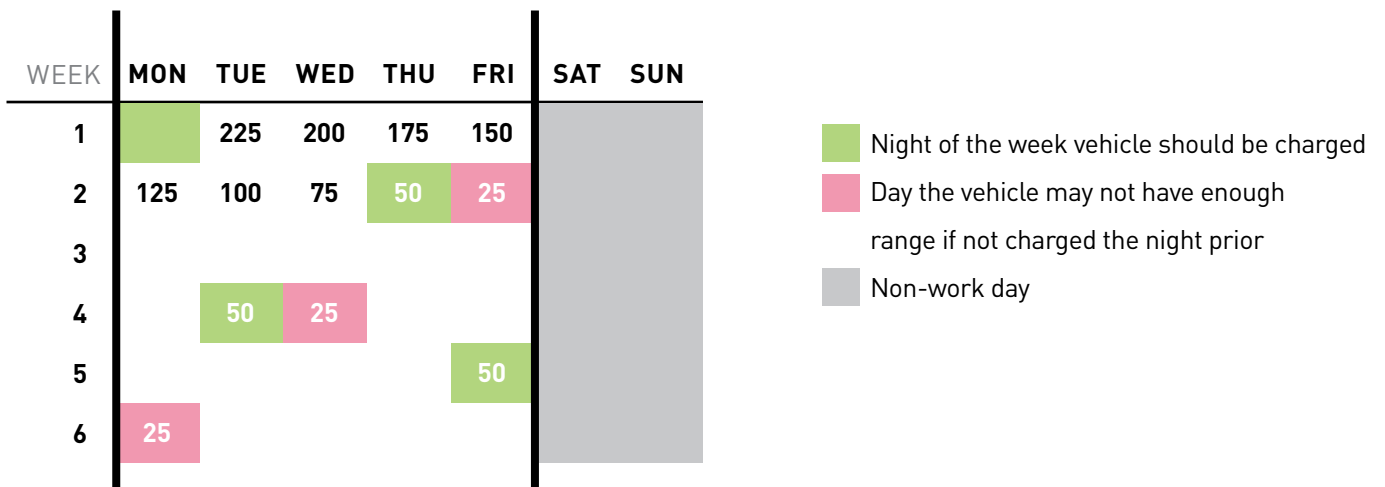 WEEK MON TUE WED THU FRI SAT SUN
1 225 200 175 150
2 125 100 75 50 25
3
4 50 25
5 50
6 25
Night of the week vehicle should be charged
Day the vehicle may not have enough
range if not charged the night prior
Non-work day